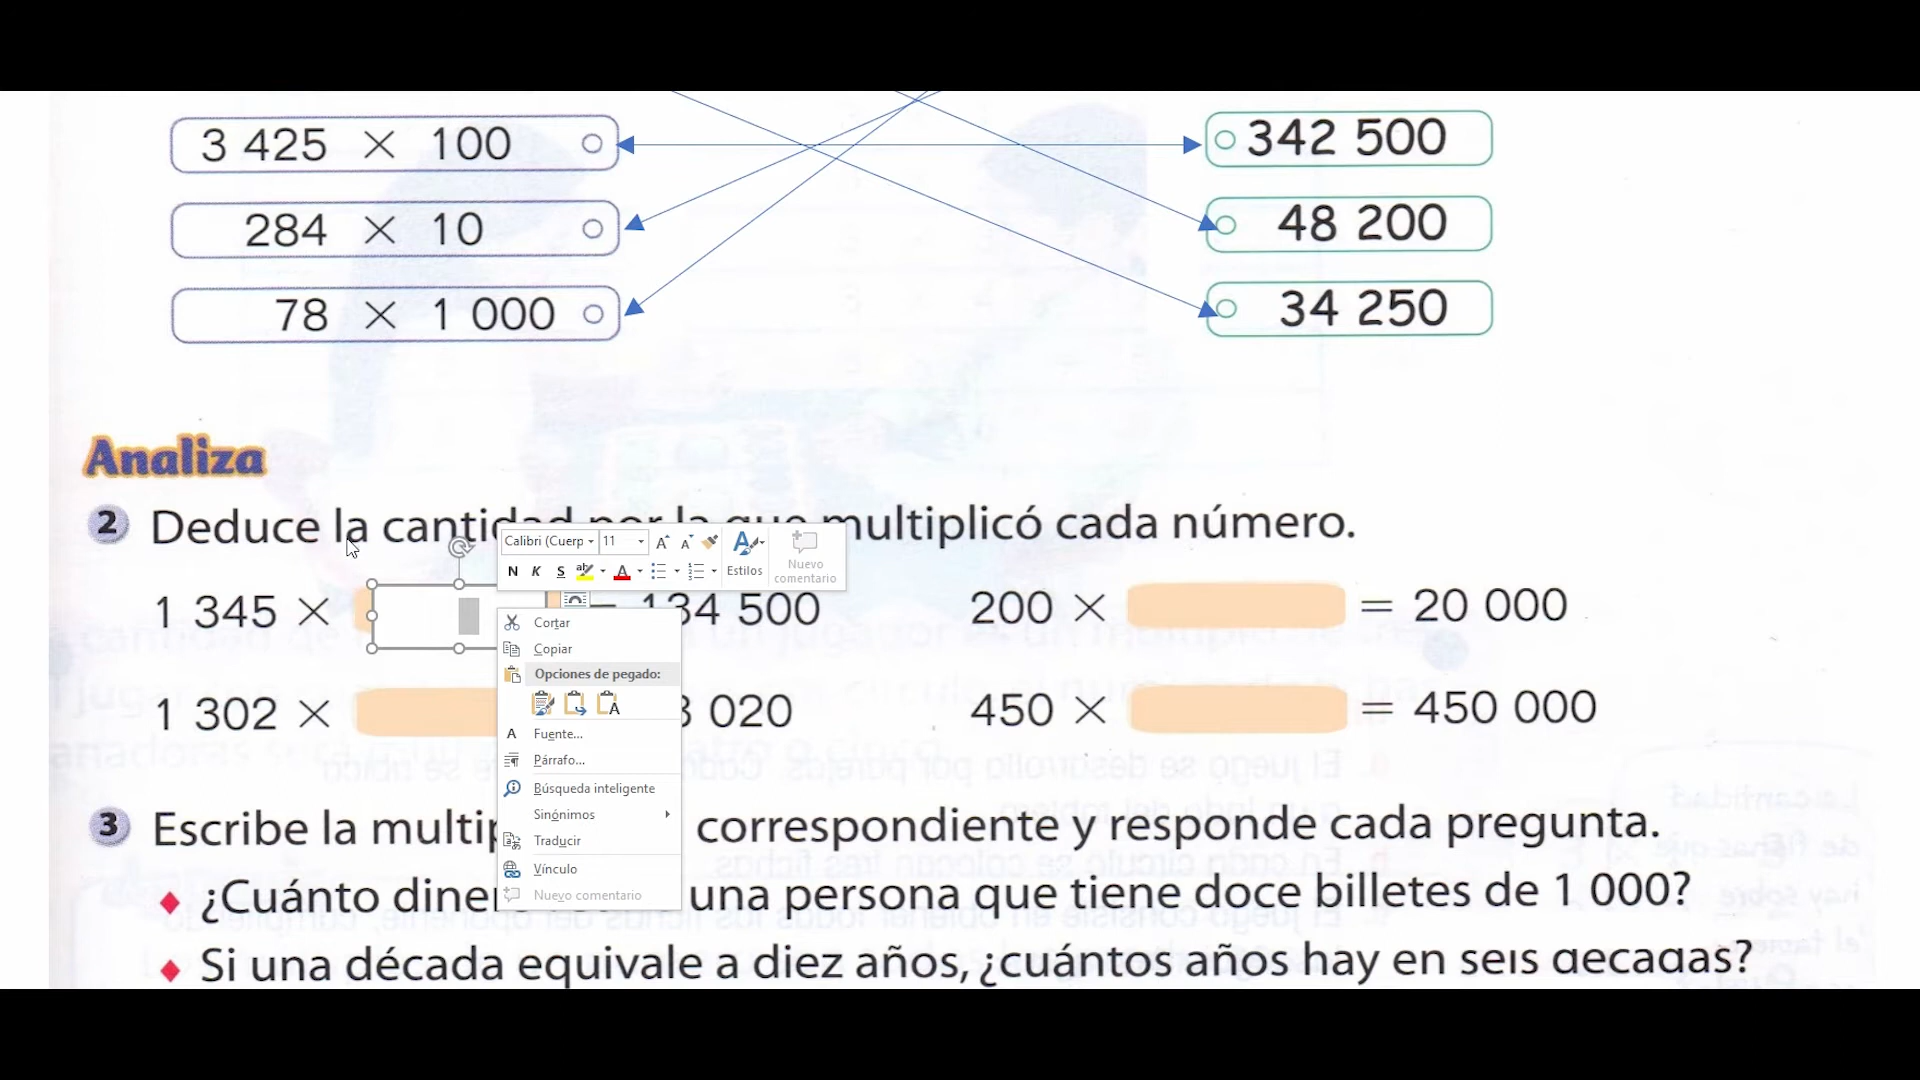 3 425 × 100
342 500
284 × 10
48 200
78 × 1 000
34 250
Analiza
2 Deduce la cantidad por la que multiplicó cada número.
Calibri (Cuerp 11
N K S
Estilos
Nuevo comentario
1 345 × = 134 500
200 × = 20 000
Cortar
Copiar
Opciones de pegado:
1 302 × 3 020
450 × = 450 000
Fuente...
Párrafo...
Búsqueda inteligente
Sinónimos
Traducir
Vínculo
Nuevo comentario
3 Escribe la multip correspondiente y responde cada pregunta.
¿Cuánto diner una persona que tiene doce billetes de 1 000?
Si una década equivale a diez años, ¿cuántos años hay en seis decadas?